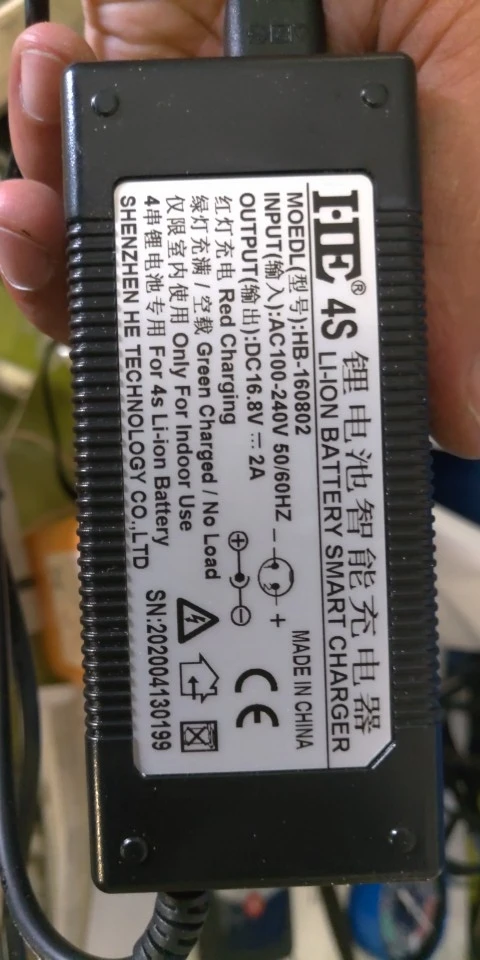 HE® 4S 锂电池智能充电器
LI-ION BATTERY SMART CHARGER
MOEDL(型号):HB-160802
INPUT(输入):AC100-240V 50/60HZ
OUTPUT(输出):DC16.8V ⎓ 2A
红灯充电 Red Charging
绿灯充满 / 空载 Green Charged / No Load
仅限室内使用 Only For Indoor Use
4串锂电池专用 For 4s Li-ion Battery
SHENZHEN HE TECHNOLOGY CO.,LTD
− +
+ −
MADE IN CHINA
CE
SN:202004130199